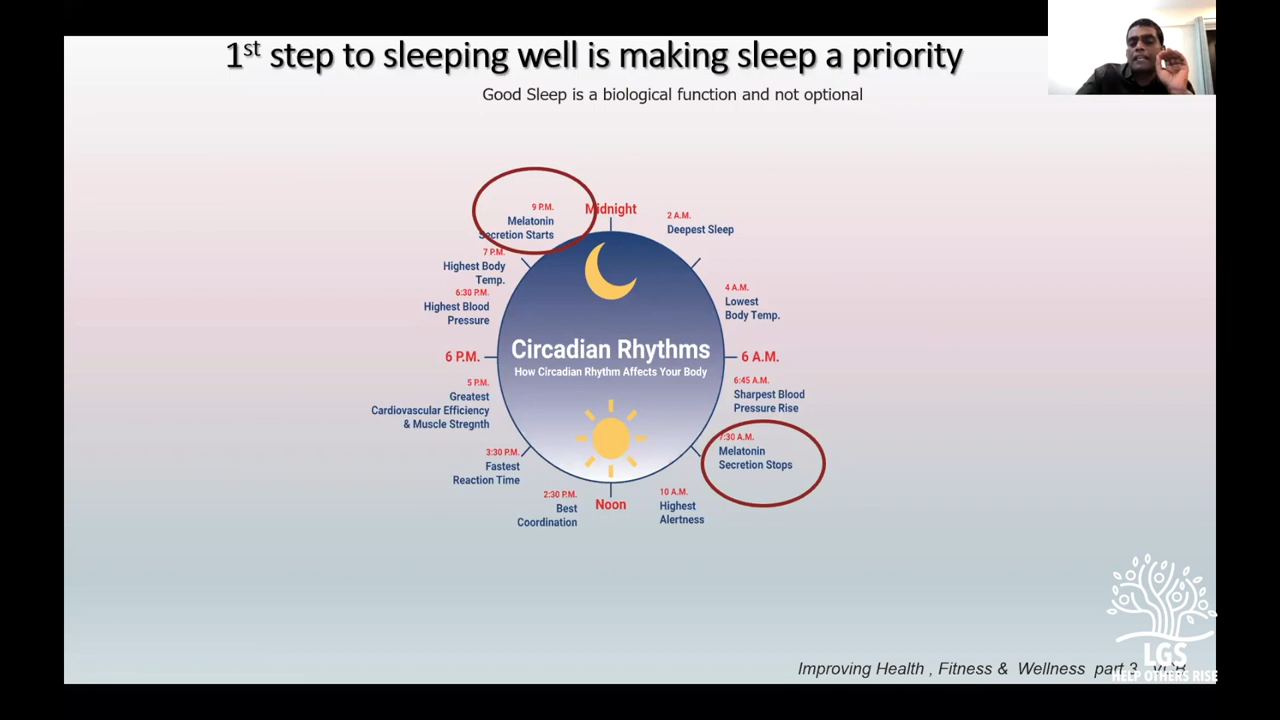 1st step to sleeping well is making sleep a priority
Good Sleep is a biological function and not optional
Midnight
2 A.M.
Deepest Sleep
4 A.M.
Lowest
Body Temp.
6 A.M.
6:45 A.M.
Sharpest Blood
Pressure Rise
7:30 A.M.
Melatonin
Secretion Stops
10 A.M.
Highest
Alertness
Noon
2:30 P.M.
Best
Coordination
3:30 P.M.
Fastest
Reaction Time
5 P.M.
Greatest
Cardiovascular Efficiency
& Muscle Stregnth
6 P.M.
6:30 P.M.
Highest Blood
Pressure
7 P.M.
Highest Body
Temp.
9 P.M.
Melatonin
Secretion Starts
Circadian Rhythms
How Circadian Rhythm Affects Your Body
Improving Health , Fitness & Wellness part 3
LGS
HELP OTHERS RISE